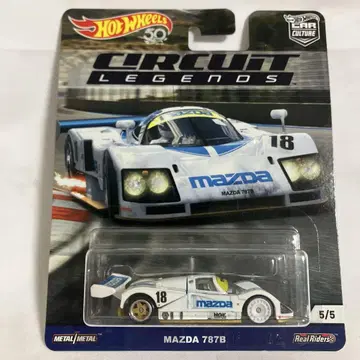 Hot Wheels
50
CAR
CULTURE
CIRCUIT
LEGENDS
18
mazda
MAZDA 787B
18
mazda
5/5
METAL/METAL
MAZDA 787B
Real Riders